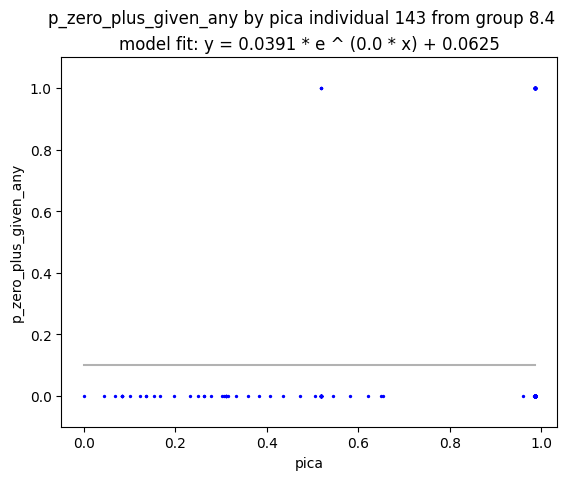 p_zero_plus_given_any by pica individual 143 from group 8.4
model fit: y = 0.0391 * e ^ (0.0 * x) + 0.0625
1.0
0.8
0.6
0.4
0.2
0.0
p_zero_plus_given_any
0.0 0.2 0.4 0.6 0.8 1.0
pica